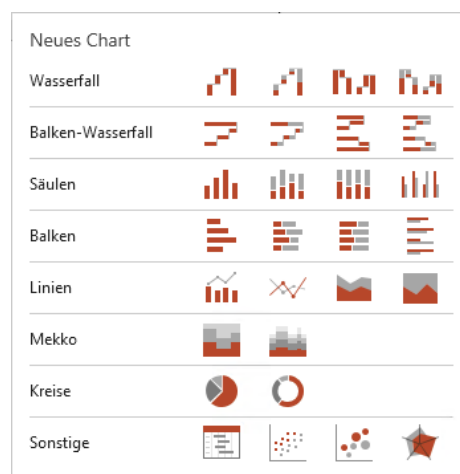 Neues Chart
Wasserfall
Balken-Wasserfall
Säulen
Balken
Linien
Mekko
Kreise
Sonstige